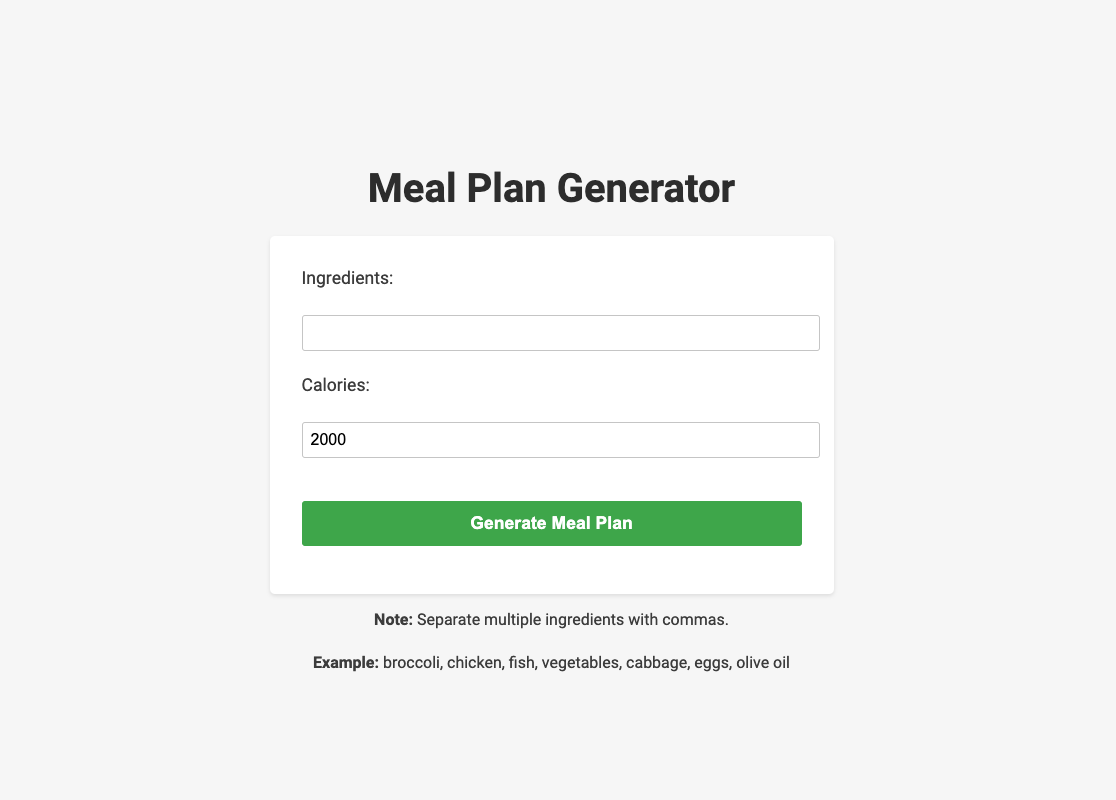 Meal Plan Generator
Ingredients:
Calories:
2000
Generate Meal Plan
Note: Separate multiple ingredients with commas.
Example: broccoli, chicken, fish, vegetables, cabbage, eggs, olive oil